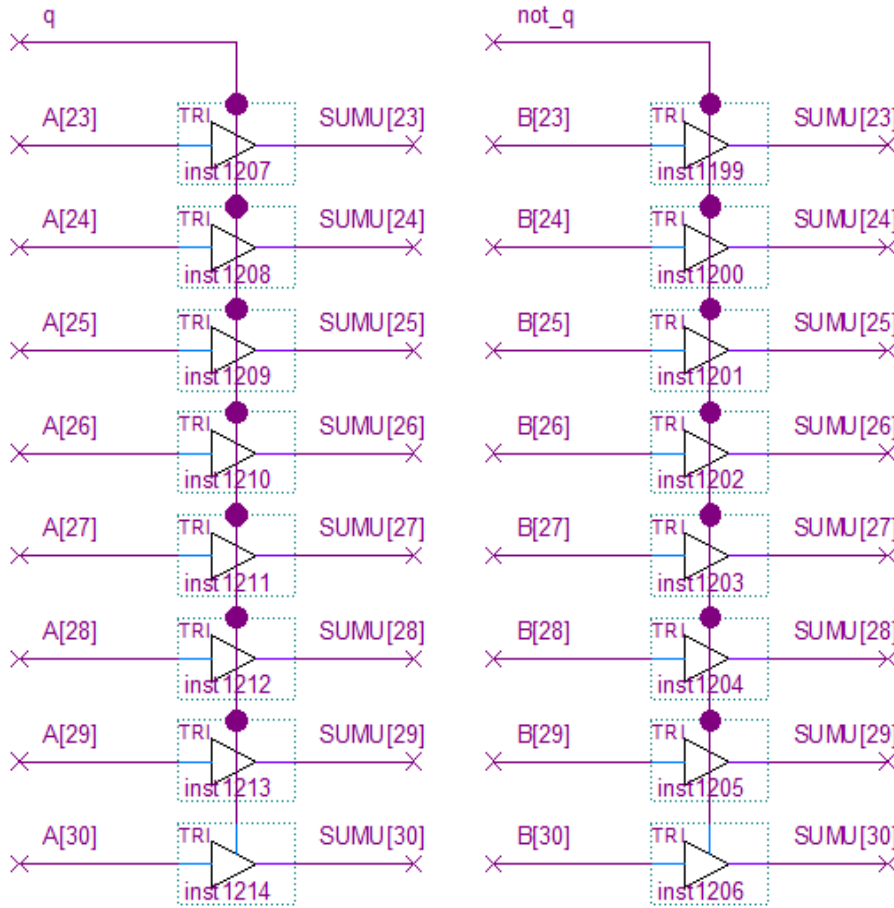 q not_q
A[23] TRI SUMU[23] B[23] TRI SUMU[23]
inst1207 inst1199
A[24] TRI SUMU[24] B[24] TRI SUMU[24]
inst1208 inst1200
A[25] TRI SUMU[25] B[25] TRI SUMU[25]
inst1209 inst1201
A[26] TRI SUMU[26] B[26] TRI SUMU[26]
inst1210 inst1202
A[27] TRI SUMU[27] B[27] TRI SUMU[27]
inst1211 inst1203
A[28] TRI SUMU[28] B[28] TRI SUMU[28]
inst1212 inst1204
A[29] TRI SUMU[29] B[29] TRI SUMU[29]
inst1213 inst1205
A[30] TRI SUMU[30] B[30] TRI SUMU[30]
inst1214 inst1206